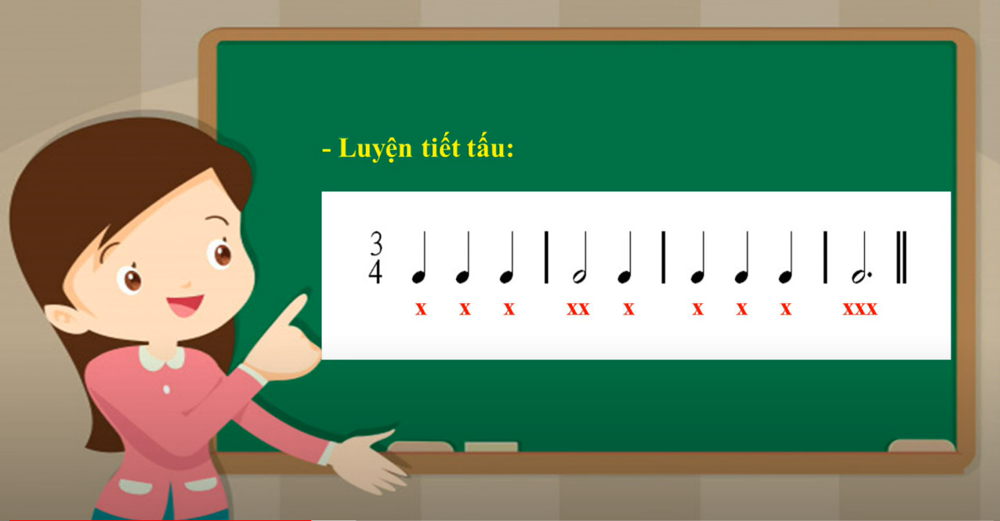 - Luyện tiết tấu:
3
4
x x x xx x x x x xxx